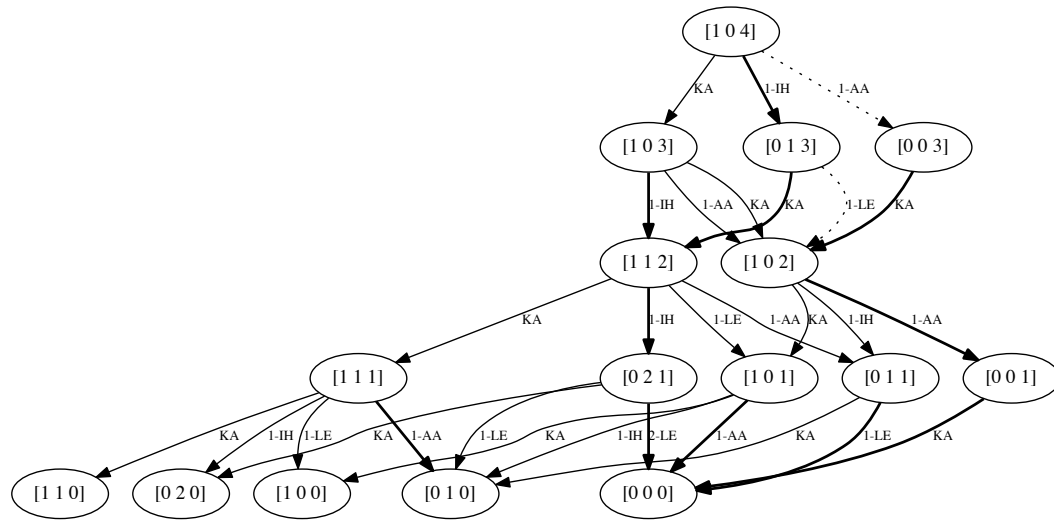 [1 0 4]
KA 1-IH 1-AA
[1 0 3] [0 1 3] [0 0 3]
1-IH 1-AA KA KA 1-LE KA
[1 1 2] [1 0 2]
KA 1-IH 1-LE 1-AA KA 1-IH 1-AA
[1 1 1] [0 2 1] [1 0 1] [0 1 1] [0 0 1]
KA 1-IH 1-LE 1-AA KA 1-LE 2-LE KA 1-IH 1-AA KA 1-LE KA
[1 1 0] [0 2 0] [1 0 0] [0 1 0] [0 0 0]